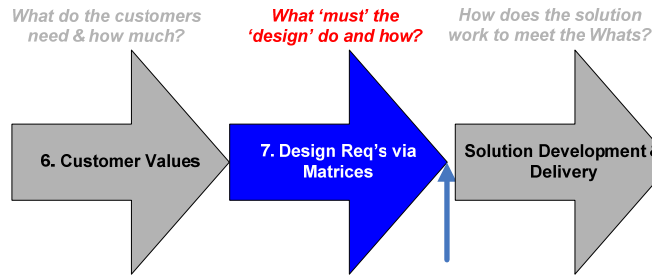 What do the customers
need & how much?
What ‘must’ the
‘design’ do and how?
How does the solution
work to meet the Whats?
6. Customer Values
7. Design Req's via
Matrices
Solution Development &
Delivery